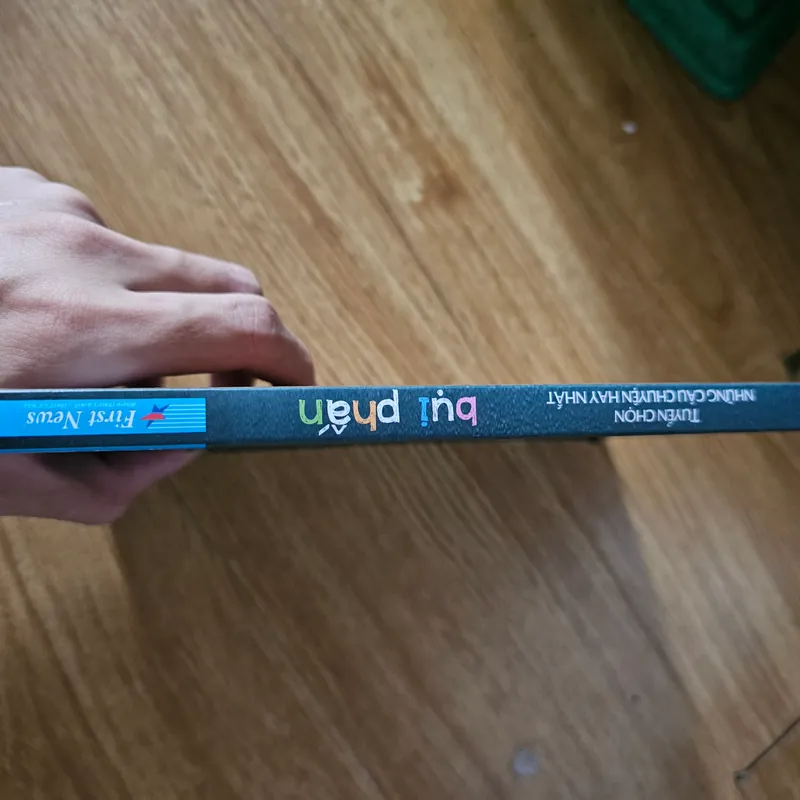 TUYỂN CHỌN
NHỮNG CÂU CHUYỆN HAY NHẤT
bụi phấn
First News